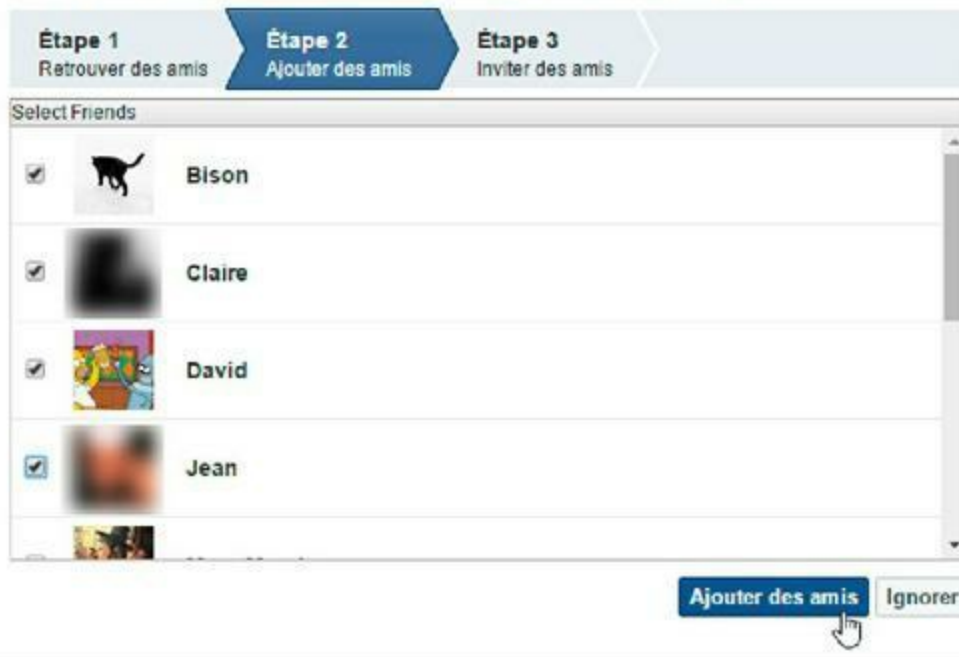 Étape 1
Retrouver des amis
Étape 2
Ajouter des amis
Étape 3
Inviter des amis
Select Friends
Bison
Claire
David
Jean
Ajouter des amis
Ignorer